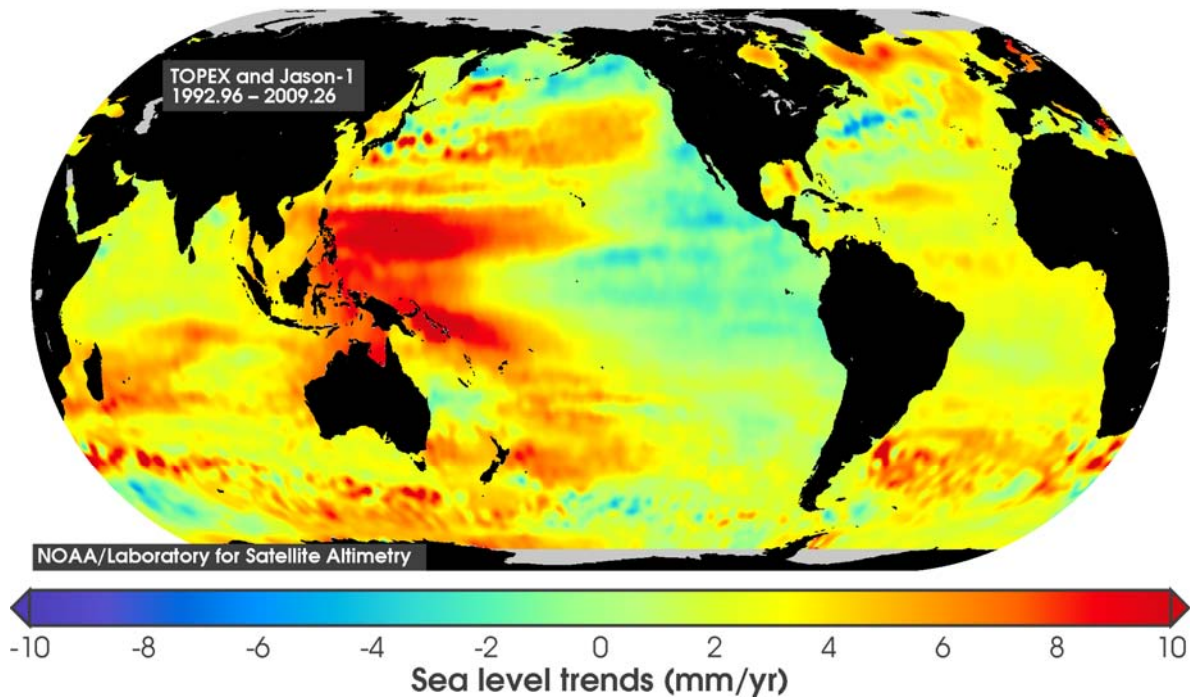 TOPEX and Jason-1
1992.96 – 2009.26
NOAA/Laboratory for Satellite Altimetry
-10 -8 -6 -4 -2 0 2 4 6 8 10
Sea level trends (mm/yr)